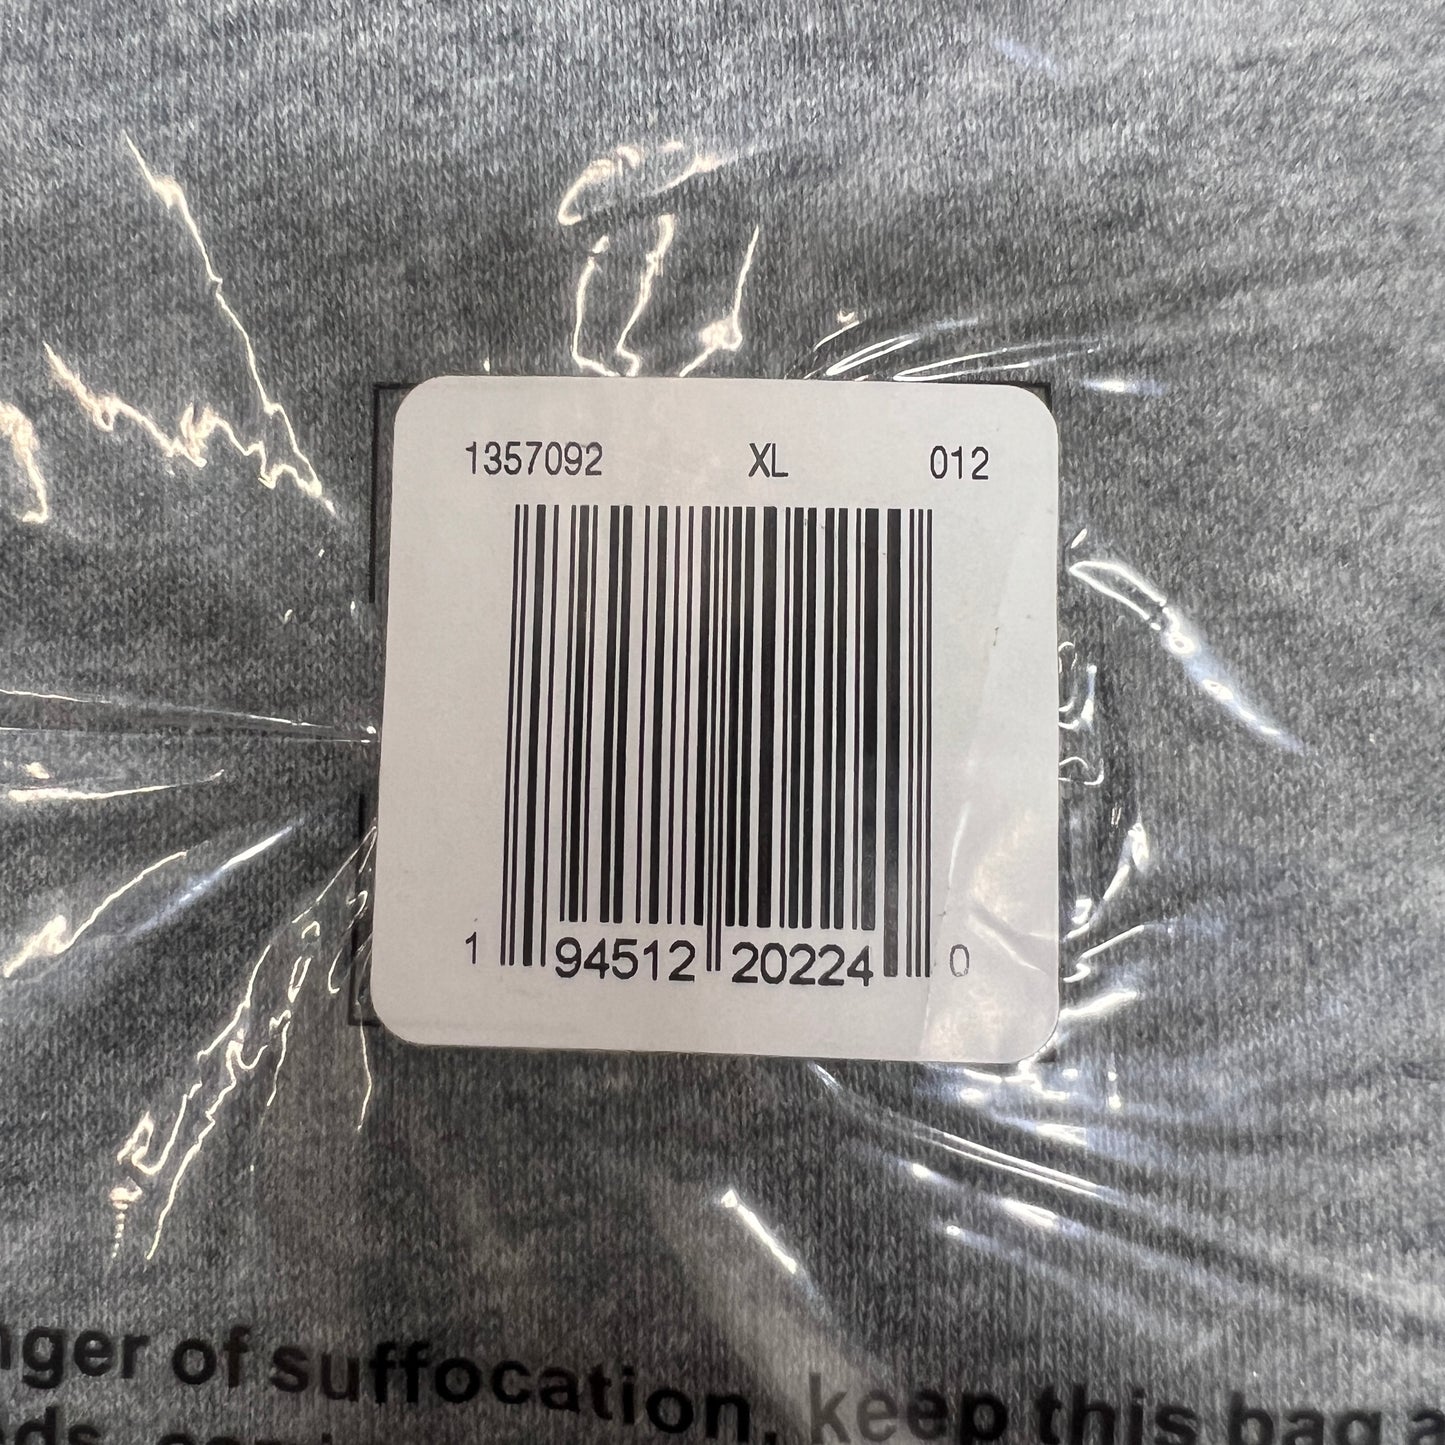 1357092 XL 012
1 94512 20224 0
nger of suffocation, keep this bag a